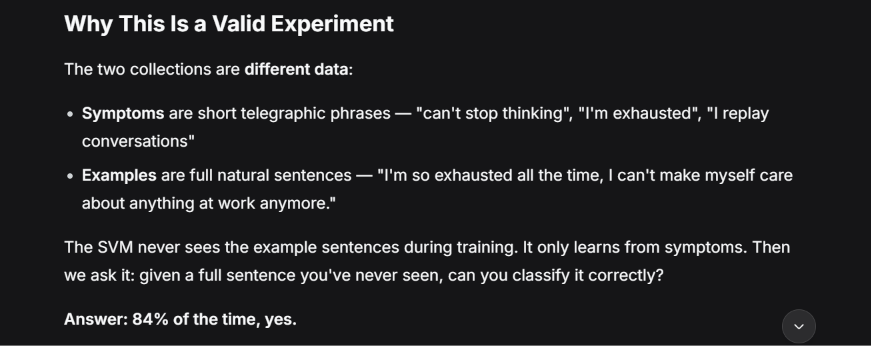 Why This Is a Valid Experiment
The two collections are different data:
• Symptoms are short telegraphic phrases — "can't stop thinking", "I'm exhausted", "I replay
conversations"
• Examples are full natural sentences — "I'm so exhausted all the time, I can't make myself care
about anything at work anymore."
The SVM never sees the example sentences during training. It only learns from symptoms. Then
we ask it: given a full sentence you've never seen, can you classify it correctly?
Answer: 84% of the time, yes.